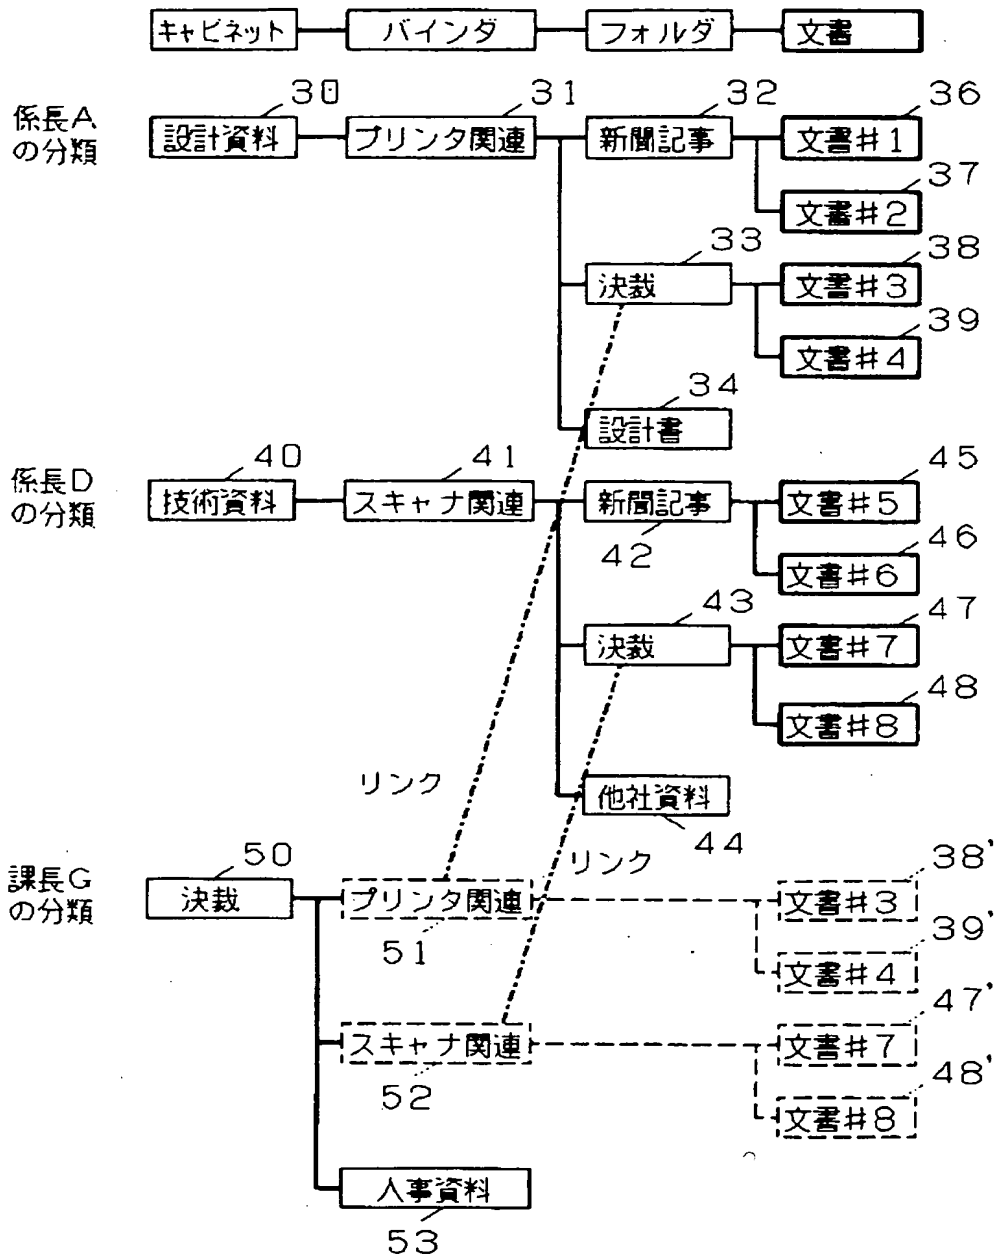 キャビネット バインダ フォルダ 文書
30 31 32 36
係長A
の分類
設計資料 プリンタ関連 新聞記事 文書#1
37
文書#2
33 38
決裁 文書#3
39
文書#4
34
設計書
40 41 45
係長D
の分類
技術資料 スキャナ関連 新聞記事 文書#5
42 46
文書#6
43 47
決裁 文書#7
48
文書#8
リンク
他社資料
44
リンク
50 38'
課長G
の分類
決裁 プリンタ関連 文書#3
51 39'
文書#4
47'
スキャナ関連 文書#7
52 48'
文書#8
人事資料
53